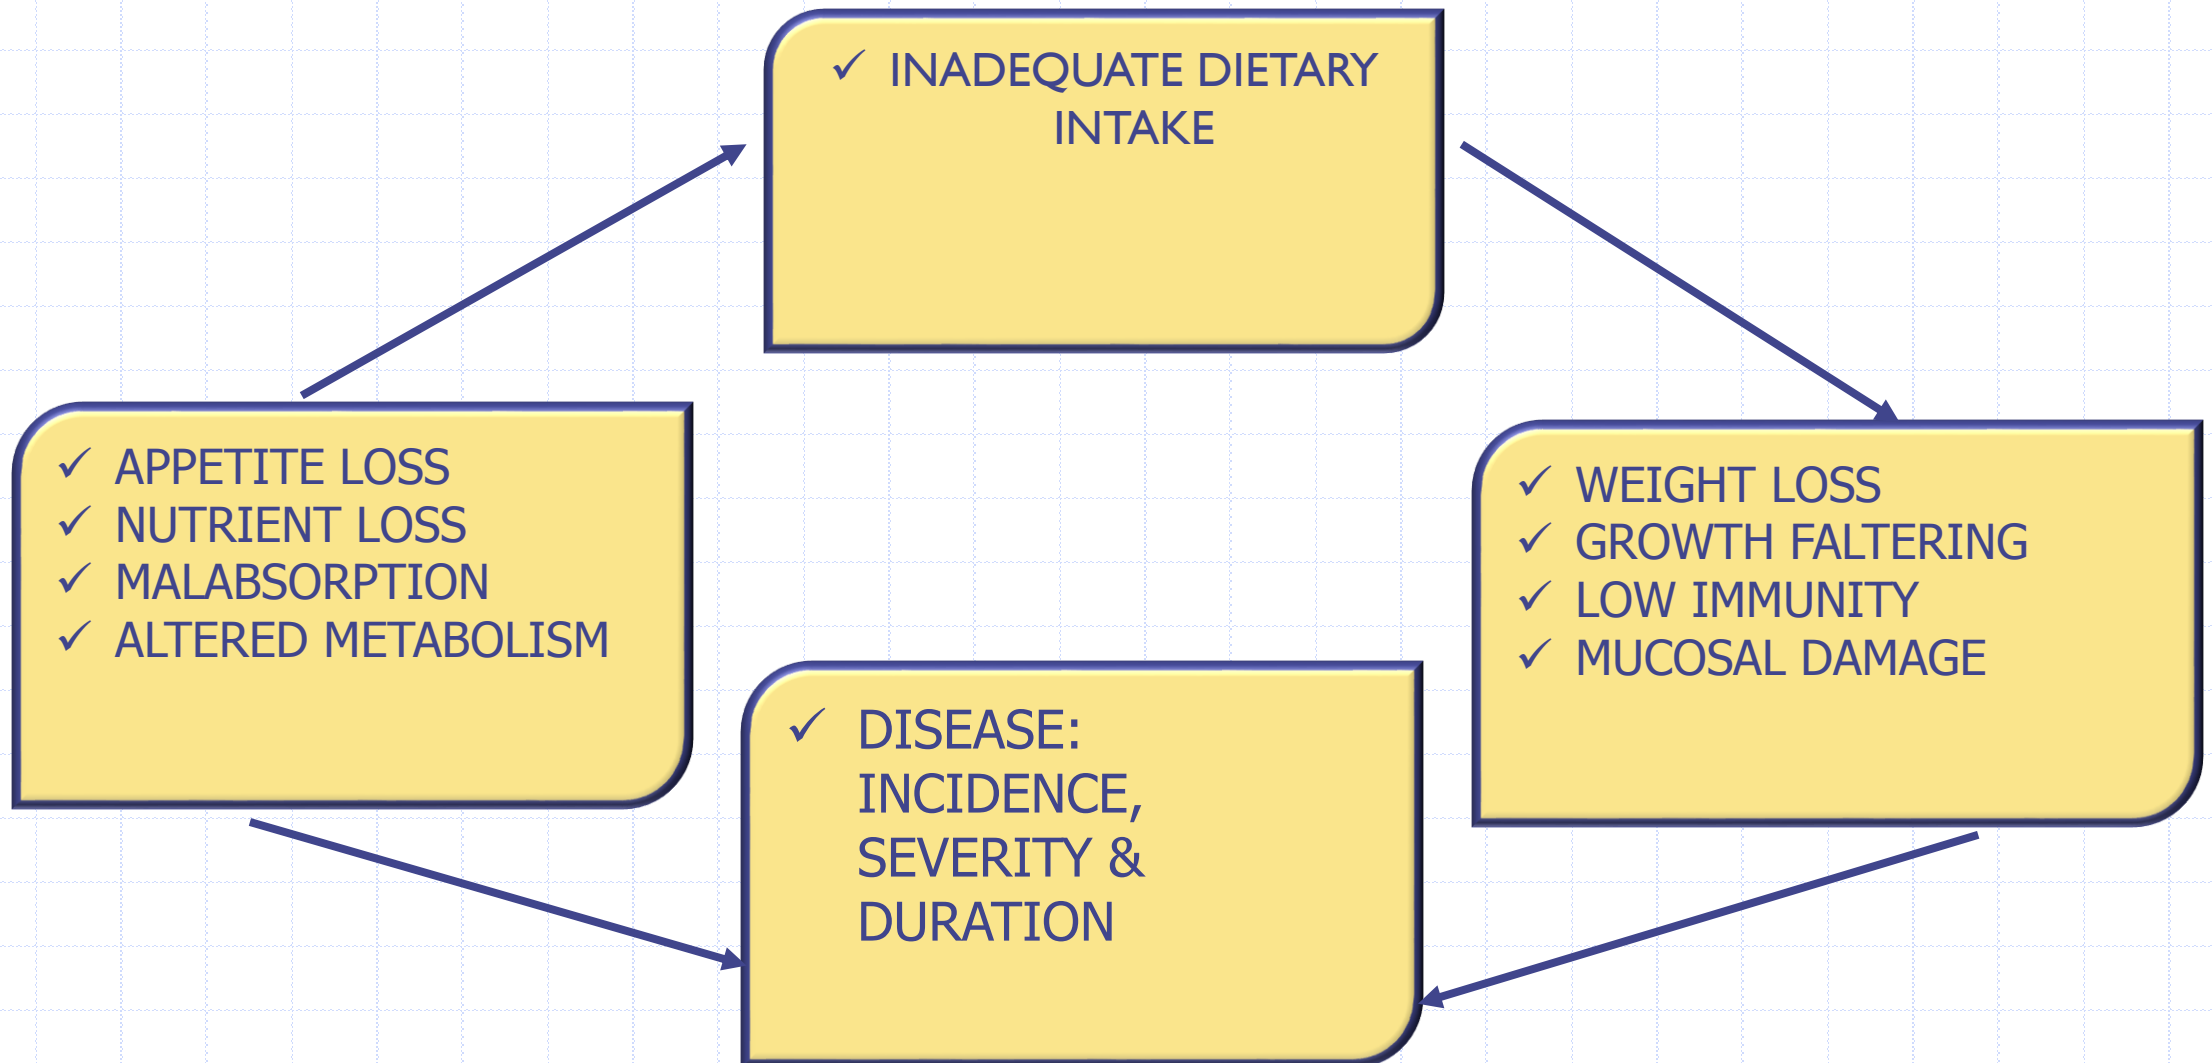 ✓ INADEQUATE DIETARY
INTAKE
✓ APPETITE LOSS
✓ NUTRIENT LOSS
✓ MALABSORPTION
✓ ALTERED METABOLISM
✓ WEIGHT LOSS
✓ GROWTH FALTERING
✓ LOW IMMUNITY
✓ MUCOSAL DAMAGE
✓ DISEASE:
INCIDENCE,
SEVERITY &
DURATION